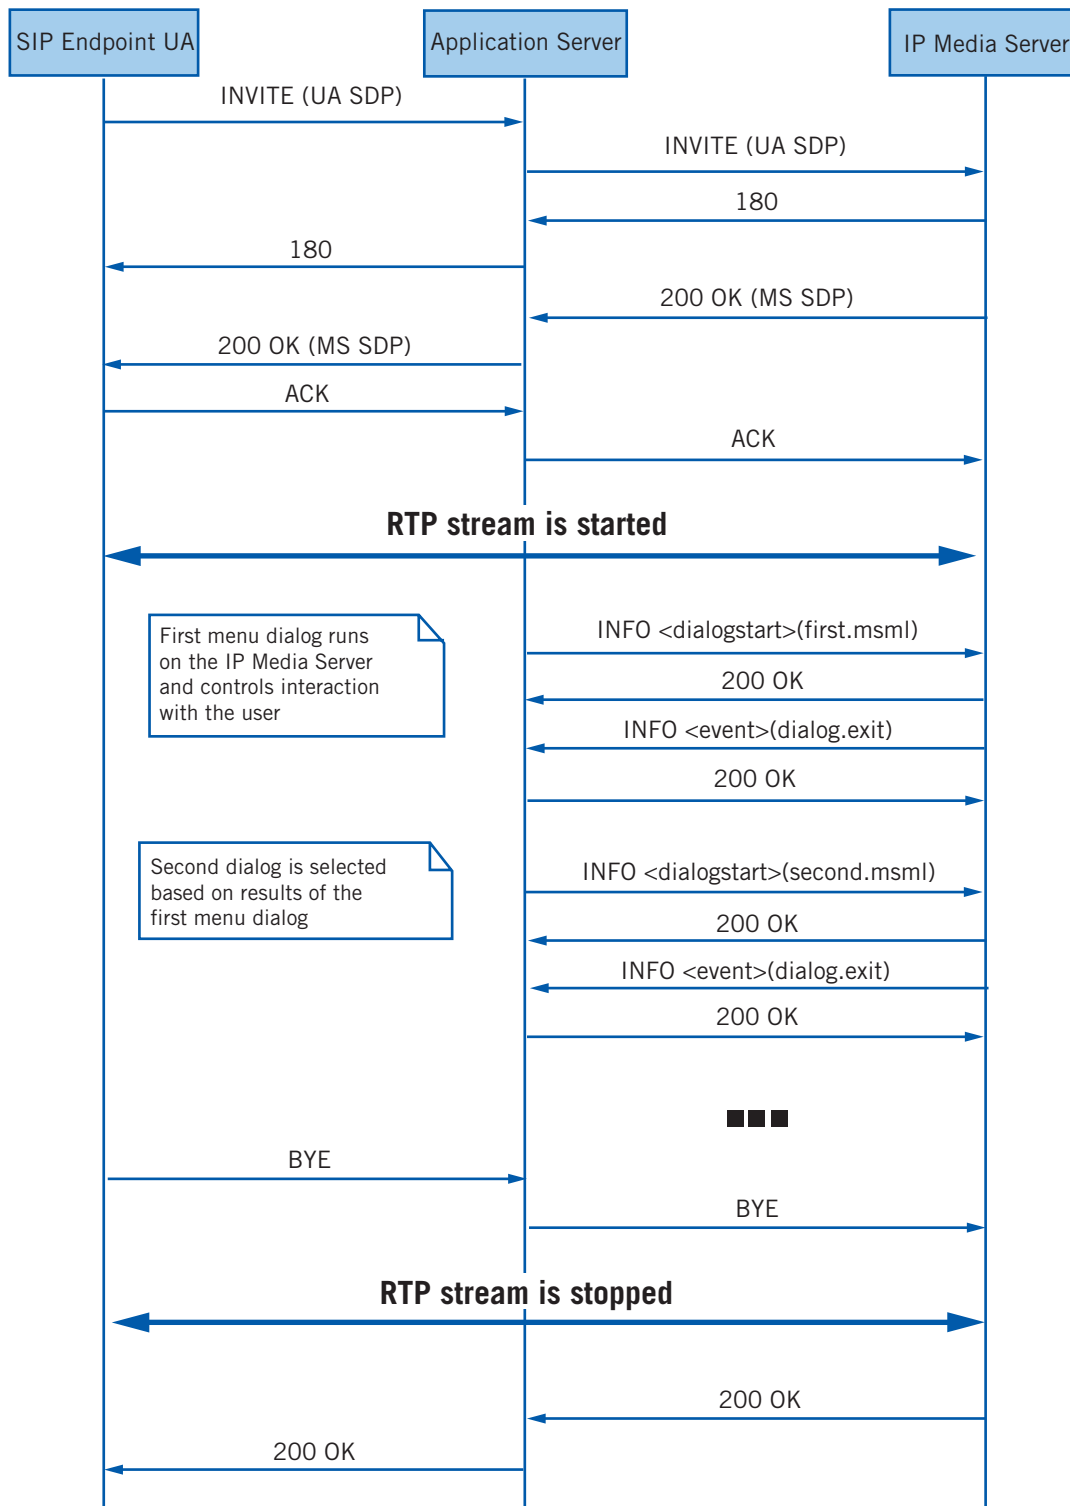 SIP Endpoint UA
Application Server
IP Media Server
INVITE (UA SDP)
INVITE (UA SDP)
180
180
200 OK (MS SDP)
200 OK (MS SDP)
ACK
ACK
RTP stream is started
First menu dialog runs
on the IP Media Server
and controls interaction
with the user
INFO <dialogstart>(first.msml)
200 OK
INFO <event>(dialog.exit)
200 OK
Second dialog is selected
based on results of the
first menu dialog
INFO <dialogstart>(second.msml)
200 OK
INFO <event>(dialog.exit)
200 OK
BYE
BYE
RTP stream is stopped
200 OK
200 OK